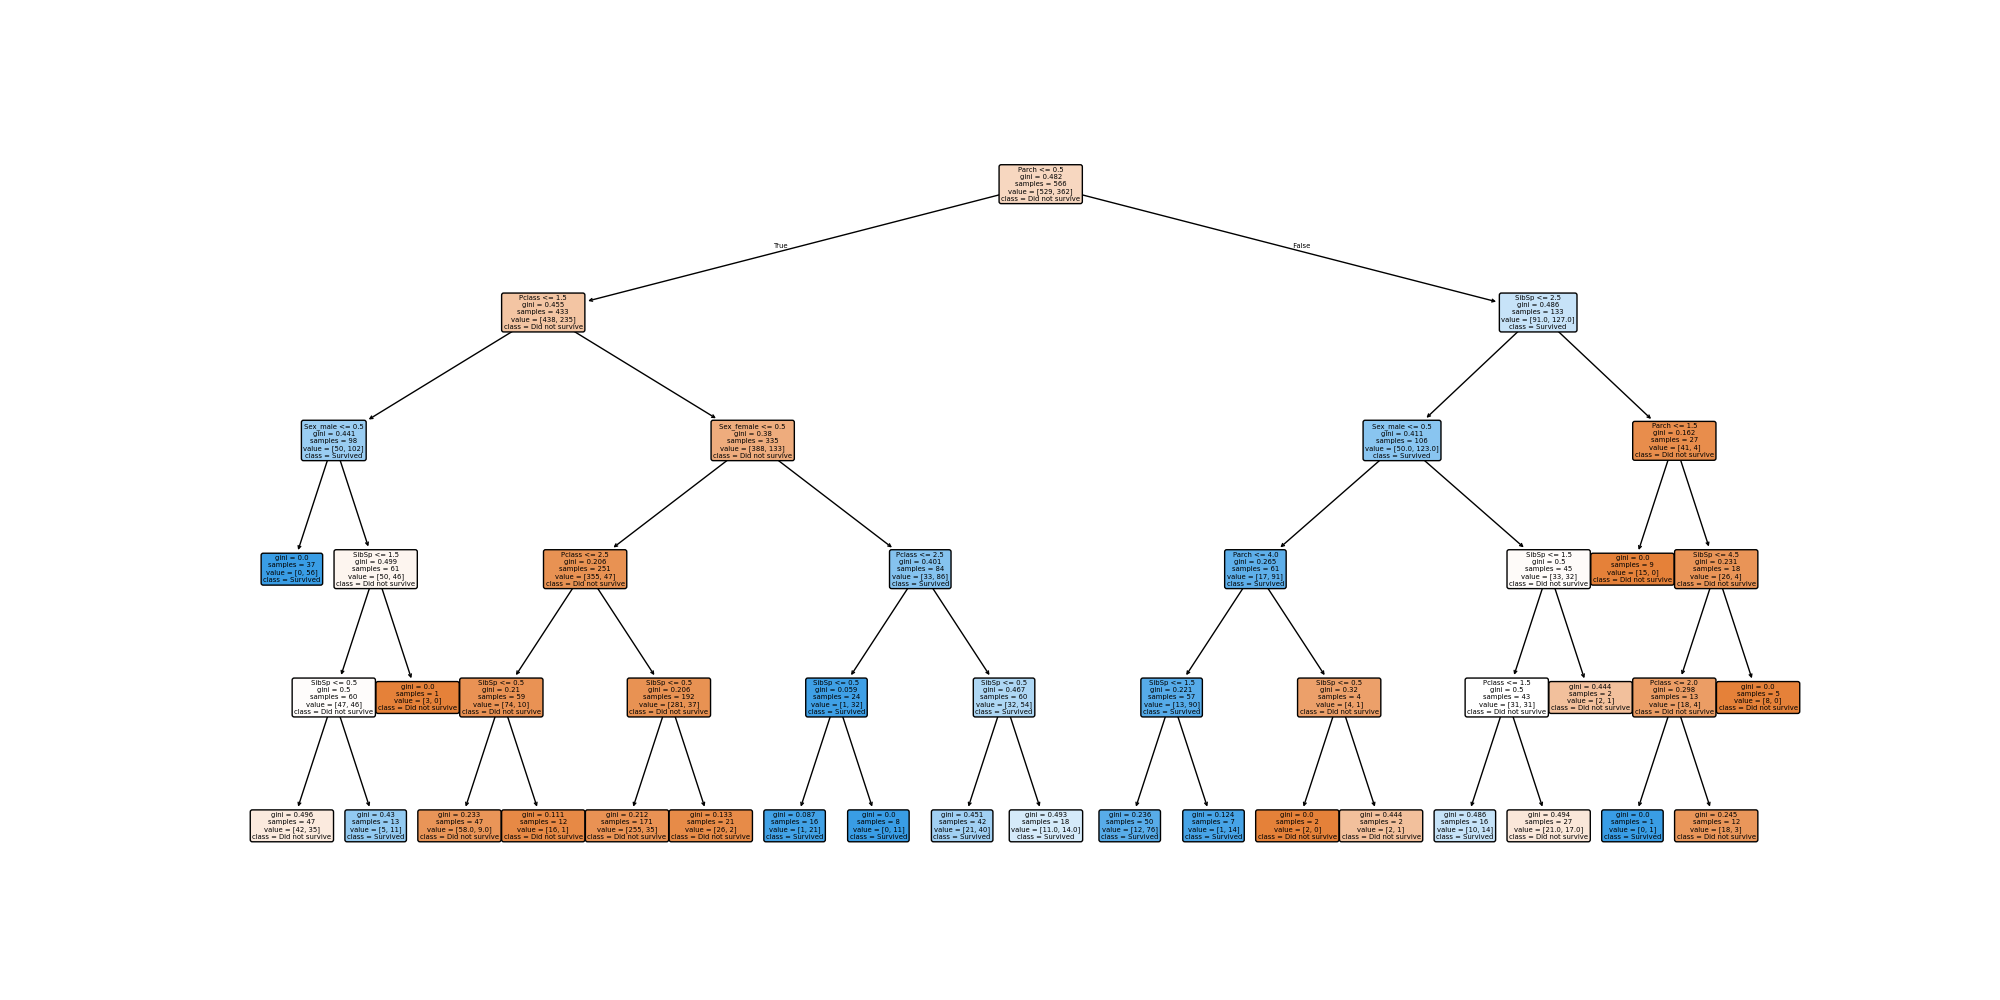 Parch <= 0.5
gini = 0.482
samples = 566
value = [529, 362]
class = Did not survive
True
False
Pclass <= 1.5
gini = 0.455
samples = 433
value = [438, 235]
class = Did not survive
SibSp <= 2.5
gini = 0.486
samples = 133
value = [91.0, 127.0]
class = Survived
Sex_male <= 0.5
gini = 0.441
samples = 98
value = [50, 102]
class = Survived
Sex_female <= 0.5
gini = 0.38
samples = 335
value = [388, 133]
class = Did not survive
Sex_male <= 0.5
gini = 0.411
samples = 106
value = [50.0, 123.0]
class = Survived
Parch <= 1.5
gini = 0.162
samples = 27
value = [41, 4]
class = Did not survive
gini = 0.0
samples = 37
value = [0, 56]
class = Survived
SibSp <= 1.5
gini = 0.499
samples = 61
value = [50, 46]
class = Did not survive
Pclass <= 2.5
gini = 0.206
samples = 251
value = [355, 47]
class = Did not survive
Pclass <= 2.5
gini = 0.401
samples = 84
value = [33, 86]
class = Survived
Parch <= 4.0
gini = 0.265
samples = 61
value = [17, 91]
class = Survived
SibSp <= 1.5
gini = 0.5
samples = 45
value = [33, 32]
class = Did not survive
gini = 0.0
samples = 9
value = [15, 0]
class = Did not survive
SibSp <= 4.5
gini = 0.231
samples = 18
value = [26, 4]
class = Did not survive
SibSp <= 0.5
gini = 0.5
samples = 60
value = [47, 46]
class = Did not survive
gini = 0.0
samples = 1
value = [3, 0]
class = Did not survive
SibSp <= 0.5
gini = 0.21
samples = 59
value = [74, 10]
class = Did not survive
SibSp <= 0.5
gini = 0.206
samples = 192
value = [281, 37]
class = Did not survive
SibSp <= 0.5
gini = 0.059
samples = 24
value = [1, 32]
class = Survived
SibSp <= 0.5
gini = 0.467
samples = 60
value = [32, 54]
class = Survived
SibSp <= 1.5
gini = 0.221
samples = 57
value = [13, 90]
class = Survived
SibSp <= 0.5
gini = 0.32
samples = 4
value = [4, 1]
class = Did not survive
Pclass <= 1.5
gini = 0.5
samples = 43
value = [31, 31]
class = Did not survive
gini = 0.444
samples = 2
value = [2, 1]
class = Did not survive
Pclass <= 2.0
gini = 0.298
samples = 13
value = [18, 4]
class = Did not survive
gini = 0.0
samples = 5
value = [8, 0]
class = Did not survive
gini = 0.496
samples = 47
value = [42, 35]
class = Did not survive
gini = 0.43
samples = 13
value = [5, 11]
class = Survived
gini = 0.233
samples = 47
value = [58.0, 9.0]
class = Did not survive
gini = 0.111
samples = 12
value = [16, 1]
class = Did not survive
gini = 0.212
samples = 171
value = [255, 35]
class = Did not survive
gini = 0.133
samples = 21
value = [26, 2]
class = Did not survive
gini = 0.087
samples = 16
value = [1, 21]
class = Survived
gini = 0.0
samples = 8
value = [0, 11]
class = Survived
gini = 0.451
samples = 42
value = [21, 40]
class = Survived
gini = 0.493
samples = 18
value = [11.0, 14.0]
class = Survived
gini = 0.236
samples = 50
value = [12, 76]
class = Survived
gini = 0.124
samples = 7
value = [1, 14]
class = Survived
gini = 0.0
samples = 2
value = [2, 0]
class = Did not survive
gini = 0.444
samples = 2
value = [2, 1]
class = Did not survive
gini = 0.486
samples = 16
value = [10, 14]
class = Survived
gini = 0.494
samples = 27
value = [21.0, 17.0]
class = Did not survive
gini = 0.0
samples = 1
value = [0, 1]
class = Survived
gini = 0.245
samples = 12
value = [18, 3]
class = Did not survive